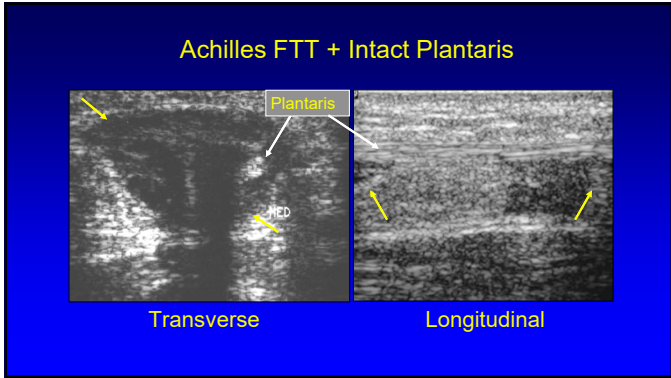 Achilles FTT + Intact Plantaris
Plantaris
MED
Transverse
Longitudinal